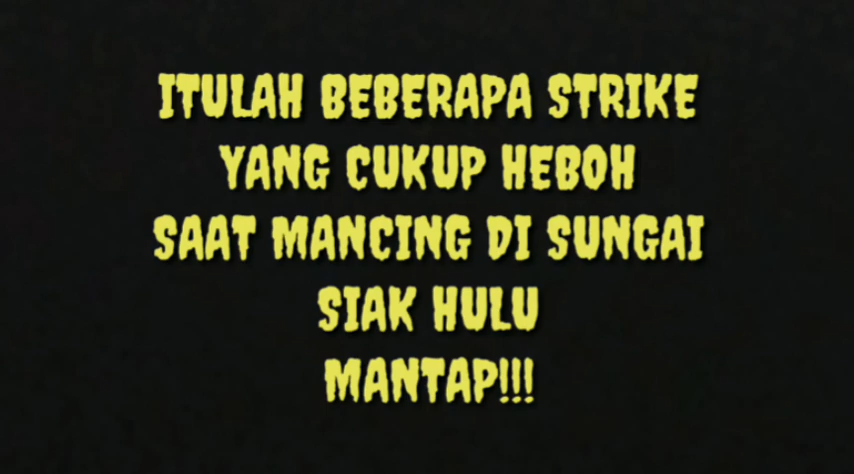 ITULAH BEBERAPA STRIKE
YANG CUKUP HEBOH
SAAT MANCING DI SUNGAI
SIAK HULU
MANTAP!!!